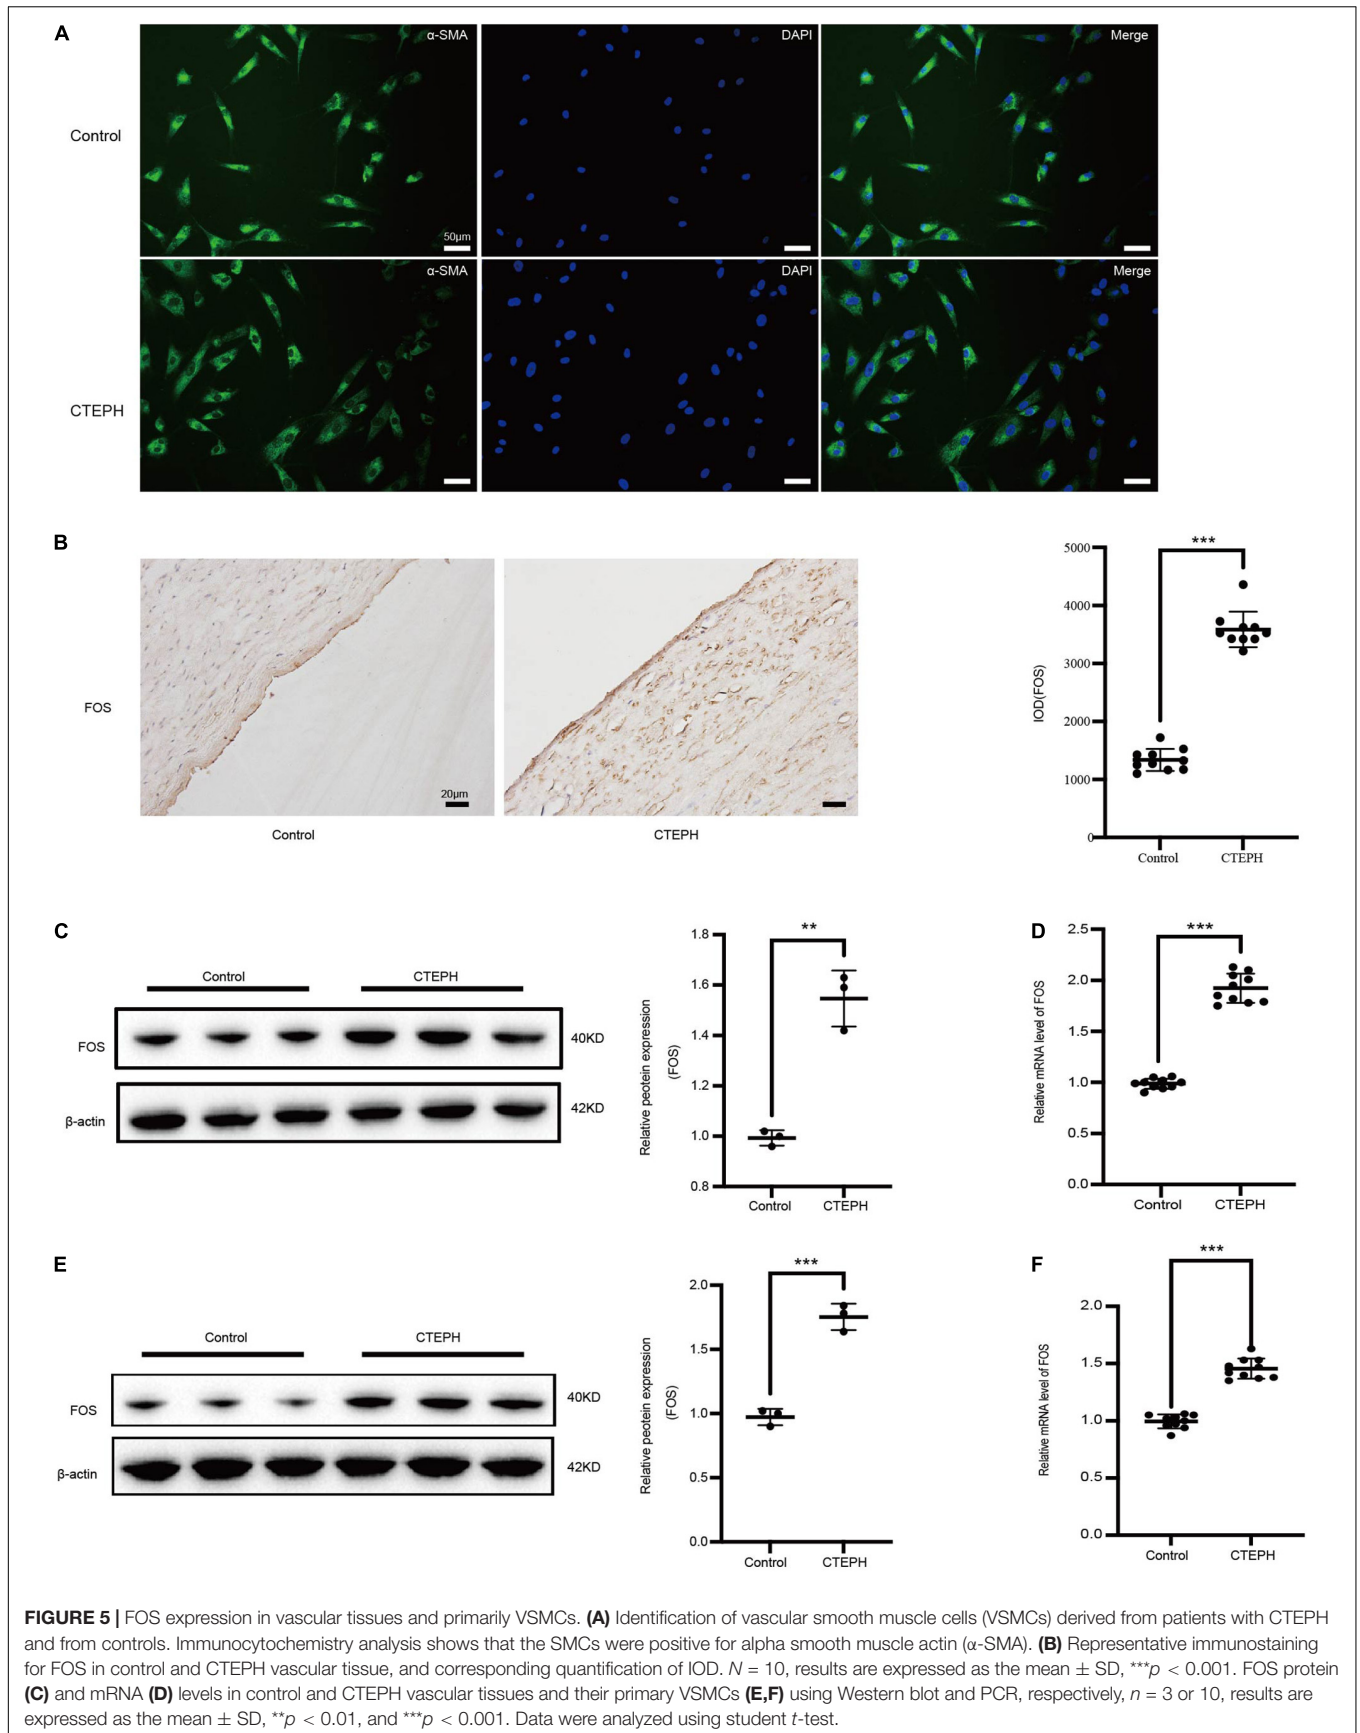 A
α-SMA
DAPI
Merge
Control
50μm
α-SMA
DAPI
Merge
CTEPH
B
FOS
20μm
Control
CTEPH
***
5000
4000
3000
2000
1000
0
IOD(FOS)
Control
CTEPH
C
Control
CTEPH
FOS
40KD
β-actin
42KD
**
1.8
1.6
1.4
1.2
1.0
0.8
Relative peotein expression
(FOS)
Control
CTEPH
D
***
2.5
2.0
1.5
1.0
0.5
0.0
Relative mRNA level of FOS
Control
CTEPH
E
Control
CTEPH
FOS
40KD
β-actin
42KD
***
2.0
1.5
1.0
0.5
0.0
Relative peotein expression
(FOS)
Control
CTEPH
F
***
2.0
1.5
1.0
0.5
0.0
Relative mRNA level of FOS
Control
CTEPH
FIGURE 5 | FOS expression in vascular tissues and primarily VSMCs. (A) Identification of vascular smooth muscle cells (VSMCs) derived from patients with CTEPH
and from controls. Immunocytochemistry analysis shows that the SMCs were positive for alpha smooth muscle actin (α-SMA). (B) Representative immunostaining
for FOS in control and CTEPH vascular tissue, and corresponding quantification of IOD. N = 10, results are expressed as the mean ± SD, ***p < 0.001. FOS protein
(C) and mRNA (D) levels in control and CTEPH vascular tissues and their primary VSMCs (E,F) using Western blot and PCR, respectively, n = 3 or 10, results are
expressed as the mean ± SD, **p < 0.01, and ***p < 0.001. Data were analyzed using student t-test.